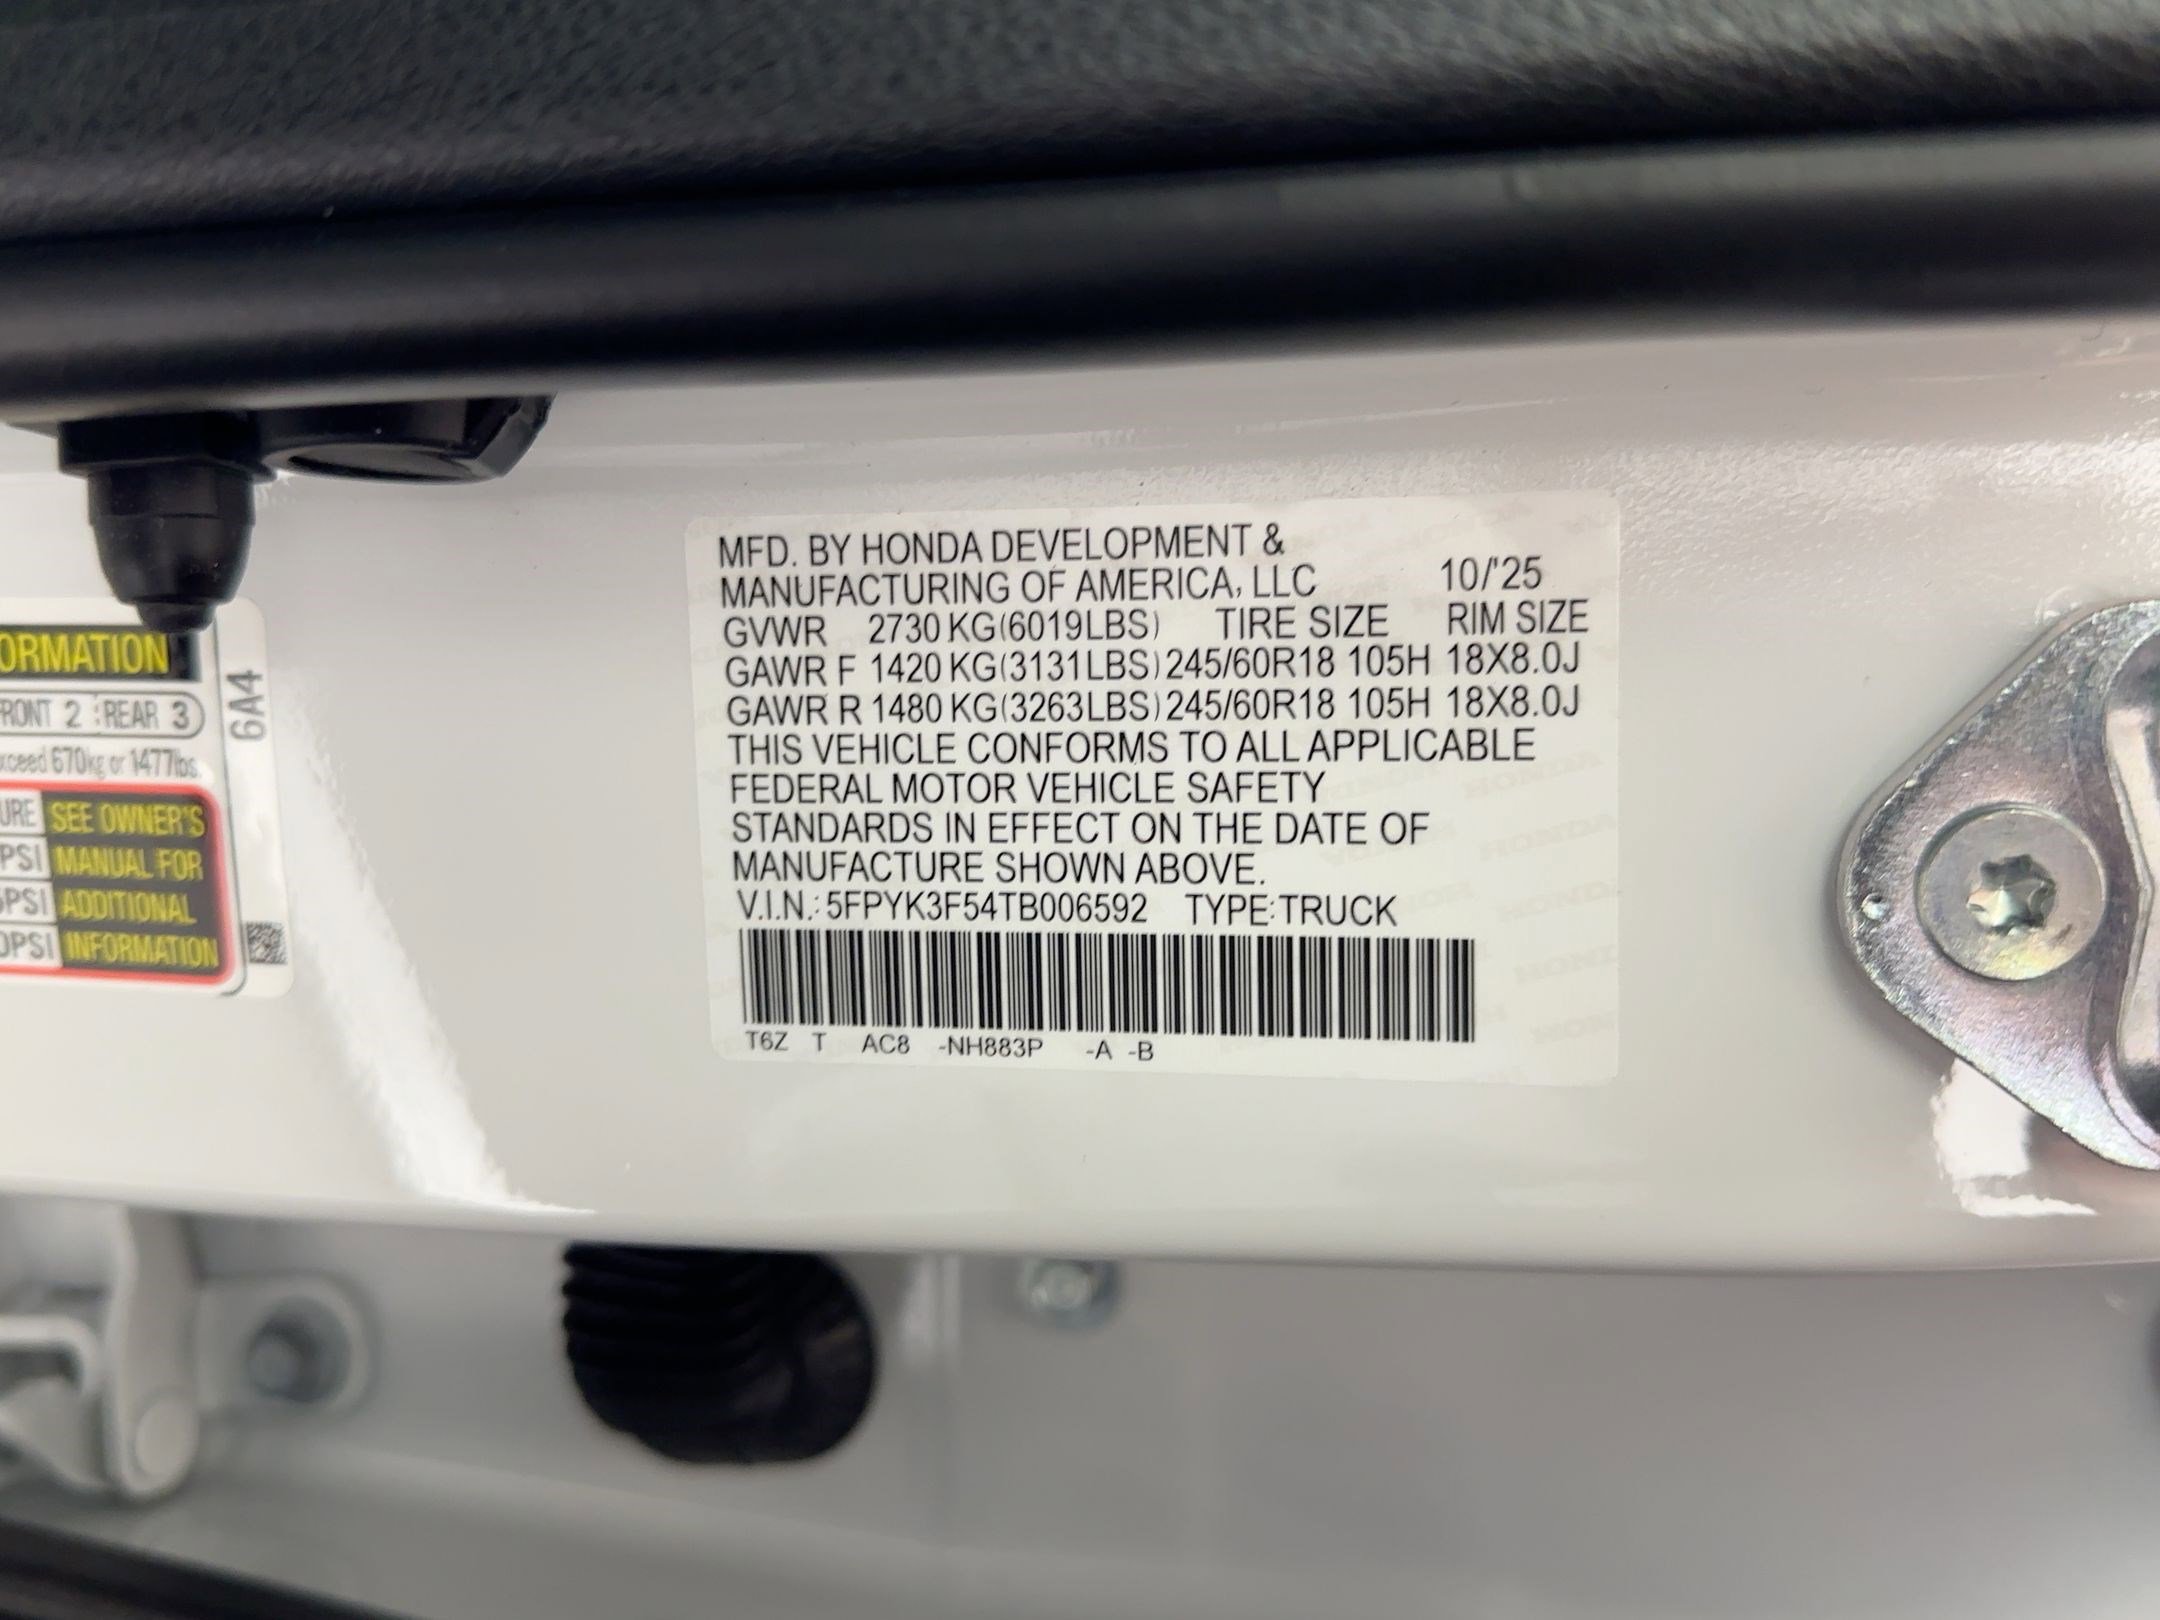 ORMATION
RONT 2 REAR 3
xceed 670kg or 1477lbs.
URE SEE OWNER'S
PSI MANUAL FOR
PSI ADDITIONAL
0PSI INFORMATION
6A4
MFD. BY HONDA DEVELOPMENT &
MANUFACTURING OF AMERICA, LLC 10/'25
GVWR 2730 KG(6019LBS) TIRE SIZE RIM SIZE
GAWR F 1420 KG(3131LBS) 245/60R18 105H 18X8.0J
GAWR R 1480 KG(3263LBS) 245/60R18 105H 18X8.0J
THIS VEHICLE CONFORMS TO ALL APPLICABLE
FEDERAL MOTOR VEHICLE SAFETY
STANDARDS IN EFFECT ON THE DATE OF
MANUFACTURE SHOWN ABOVE.
V.I.N.: 5FPYK3F54TB006592 TYPE: TRUCK
T6Z T AC8 -NH883P -A -B